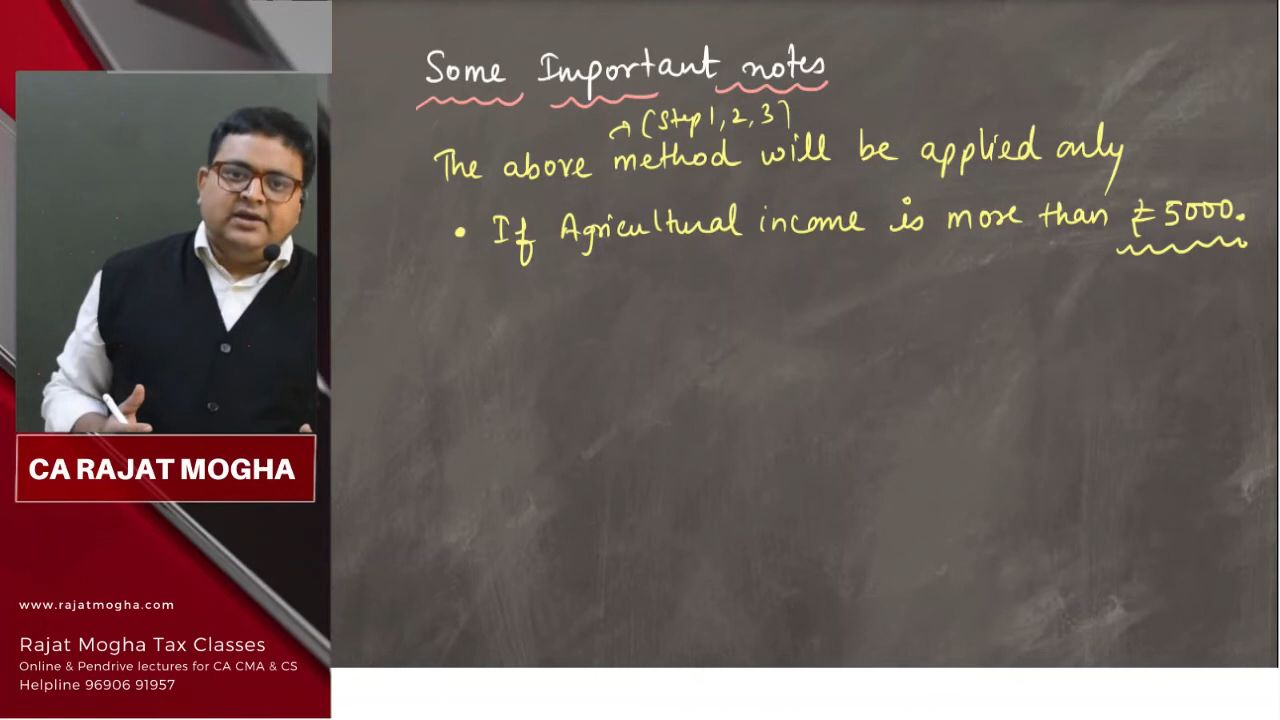 Some Important notes
→ (Step 1, 2, 3)
The above method will be applied only
• If Agricultural income is more than ₹5000.
CA RAJAT MOGHA
www.rajatmogha.com
Rajat Mogha Tax Classes
Online & Pendrive lectures for CA CMA & CS
Helpline 96906 91957